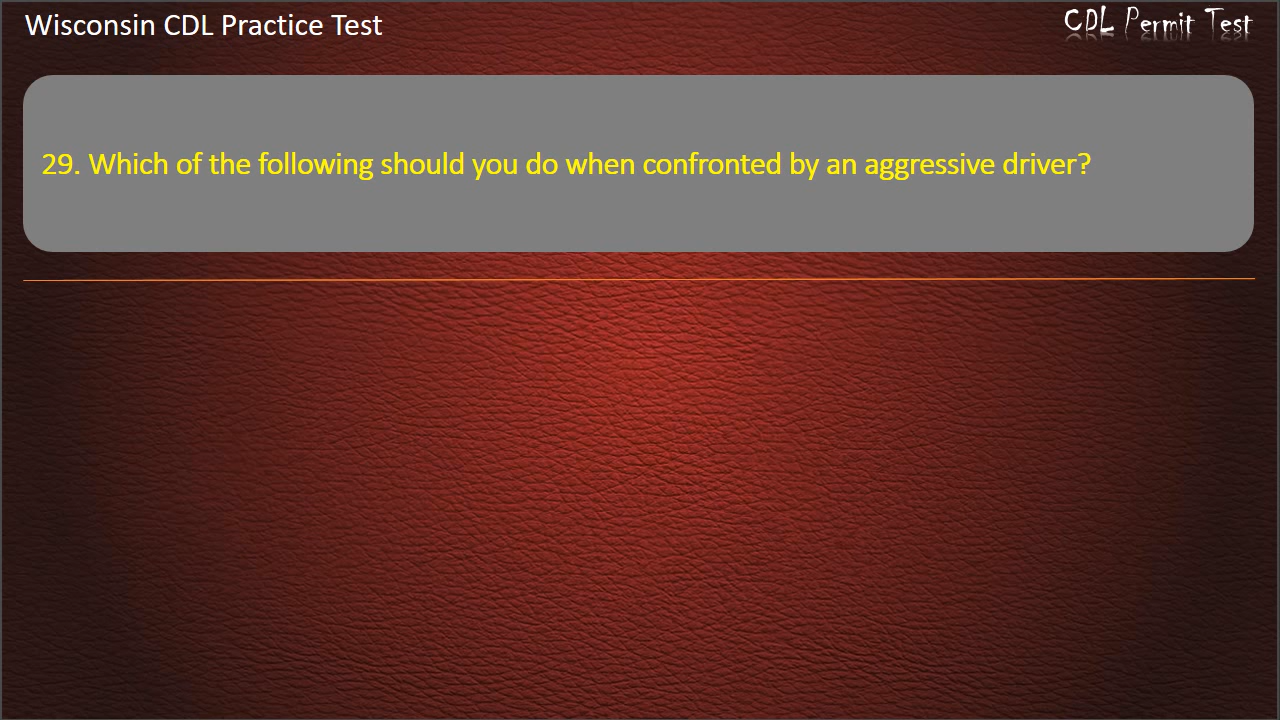 Wisconsin CDL Practice Test
CDL Permit Test
29. Which of the following should you do when confronted by an aggressive driver?